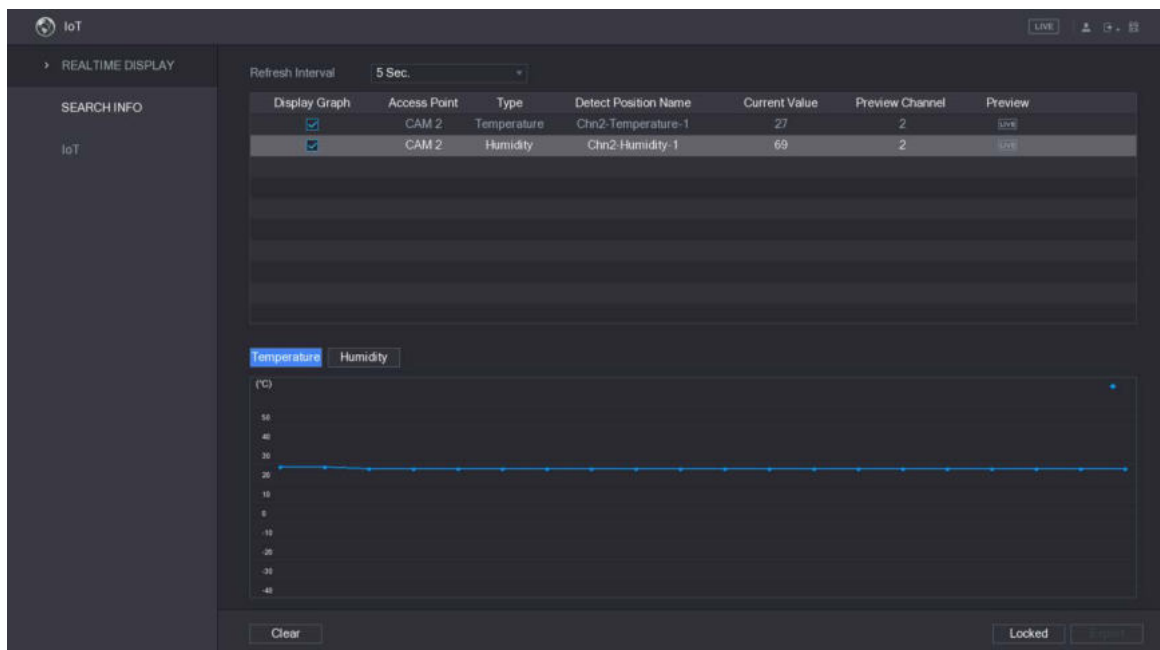 IoT LIVE
REALTIME DISPLAY
SEARCH INFO
IoT
Refresh Interval 5 Sec.
Display Graph Access Point Type Detect Position Name Current Value Preview Channel Preview
CAM 2 Temperature Chn2-Temperature-1 27 2 LIVE
CAM 2 Humidity Chn2-Humidity-1 69 2 LIVE
Temperature Humidity
(°C)
50
40
30
20
10
0
-10
-20
-30
-40
Clear Locked Export